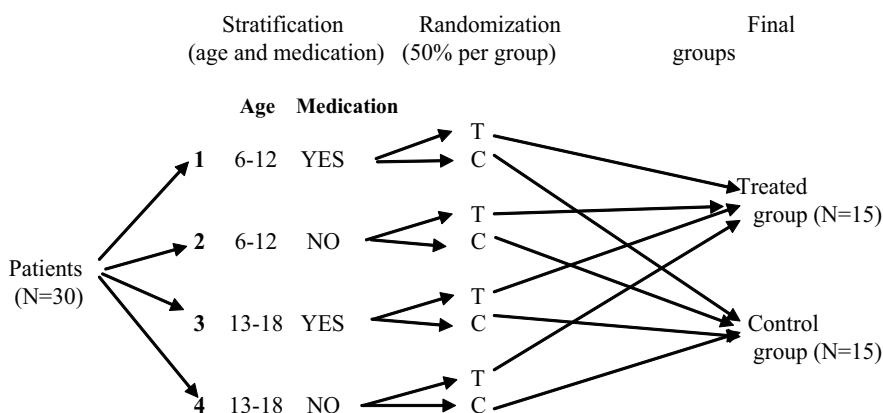 Stratification Randomization Final
(age and medication) (50% per group) groups
Age Medication
T
1 6-12 YES C
Treated
T
group (N=15)
2 6-12 NO C
Patients
(N=30)
T
3 13-18 YES C
Control
group (N=15)
T
4 13-18 NO C